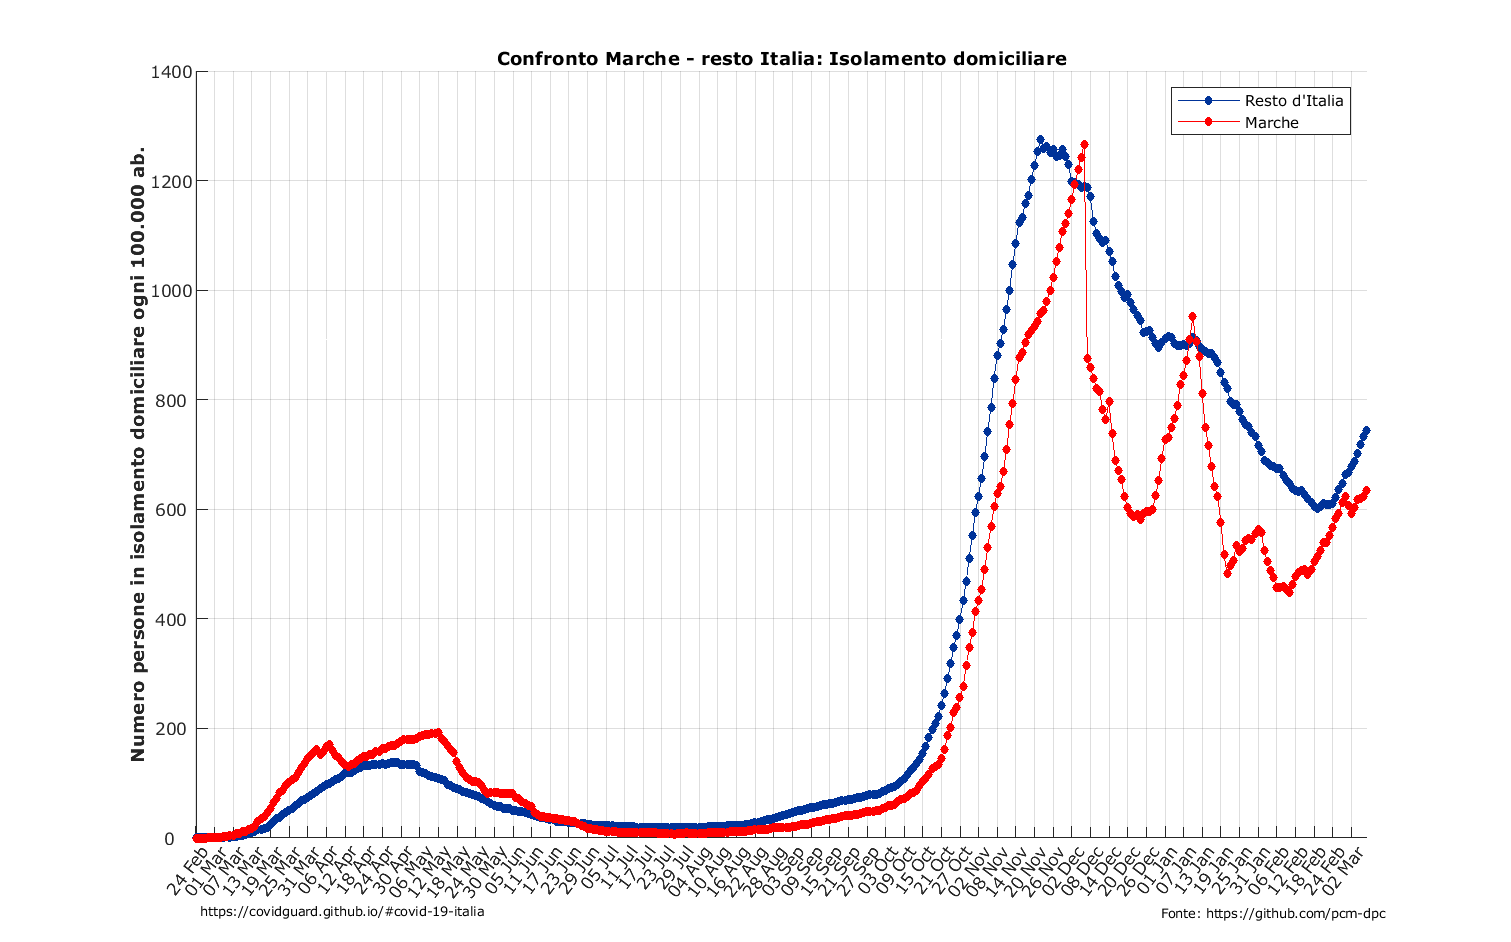 Confronto Marche - resto Italia: Isolamento domiciliare
Numero persone in isolamento domiciliare ogni 100.000 ab.
1400
1200
1000
800
600
400
200
0
Resto d'Italia
Marche
24 Feb
01 Mar
07 Mar
13 Mar
19 Mar
25 Mar
31 Mar
06 Apr
12 Apr
18 Apr
24 Apr
30 Apr
06 May
12 May
18 May
24 May
30 May
05 Jun
11 Jun
17 Jun
23 Jun
29 Jun
05 Jul
11 Jul
17 Jul
23 Jul
29 Jul
04 Aug
10 Aug
16 Aug
22 Aug
28 Aug
03 Sep
09 Sep
15 Sep
21 Sep
27 Sep
03 Oct
09 Oct
15 Oct
21 Oct
27 Oct
02 Nov
08 Nov
14 Nov
20 Nov
26 Nov
02 Dec
08 Dec
14 Dec
20 Dec
26 Dec
01 Jan
07 Jan
13 Jan
19 Jan
25 Jan
31 Jan
06 Feb
12 Feb
18 Feb
24 Feb
02 Mar
https://covidguard.github.io/#covid-19-italia
Fonte: https://github.com/pcm-dpc